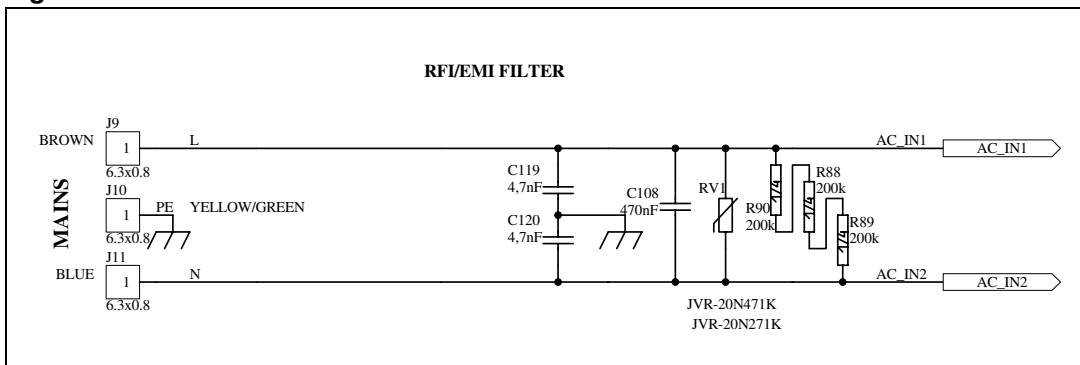 RFI/EMI FILTER
J9
BROWN
1
L
6.3x0.8
AC_IN1
AC_IN1
MAINS
J10
1
PE
YELLOW/GREEN
6.3x0.8
J11
BLUE
1
N
6.3x0.8
C119
4,7nF
C120
4,7nF
C108
470nF
RV1
JVR-20N471K
JVR-20N271K
1/4
R90
200k
R88
200k
1/4
R89
200k
1/4
AC_IN2
AC_IN2